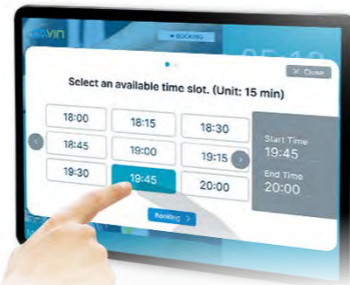 BOOKING
× Close
Select an available time slot. (Unit: 15 min)
18:00 18:15 18:30
18:45 19:00 19:15
19:30 19:45 20:00
Start Time
19:45
End Time
20:00
Booking >